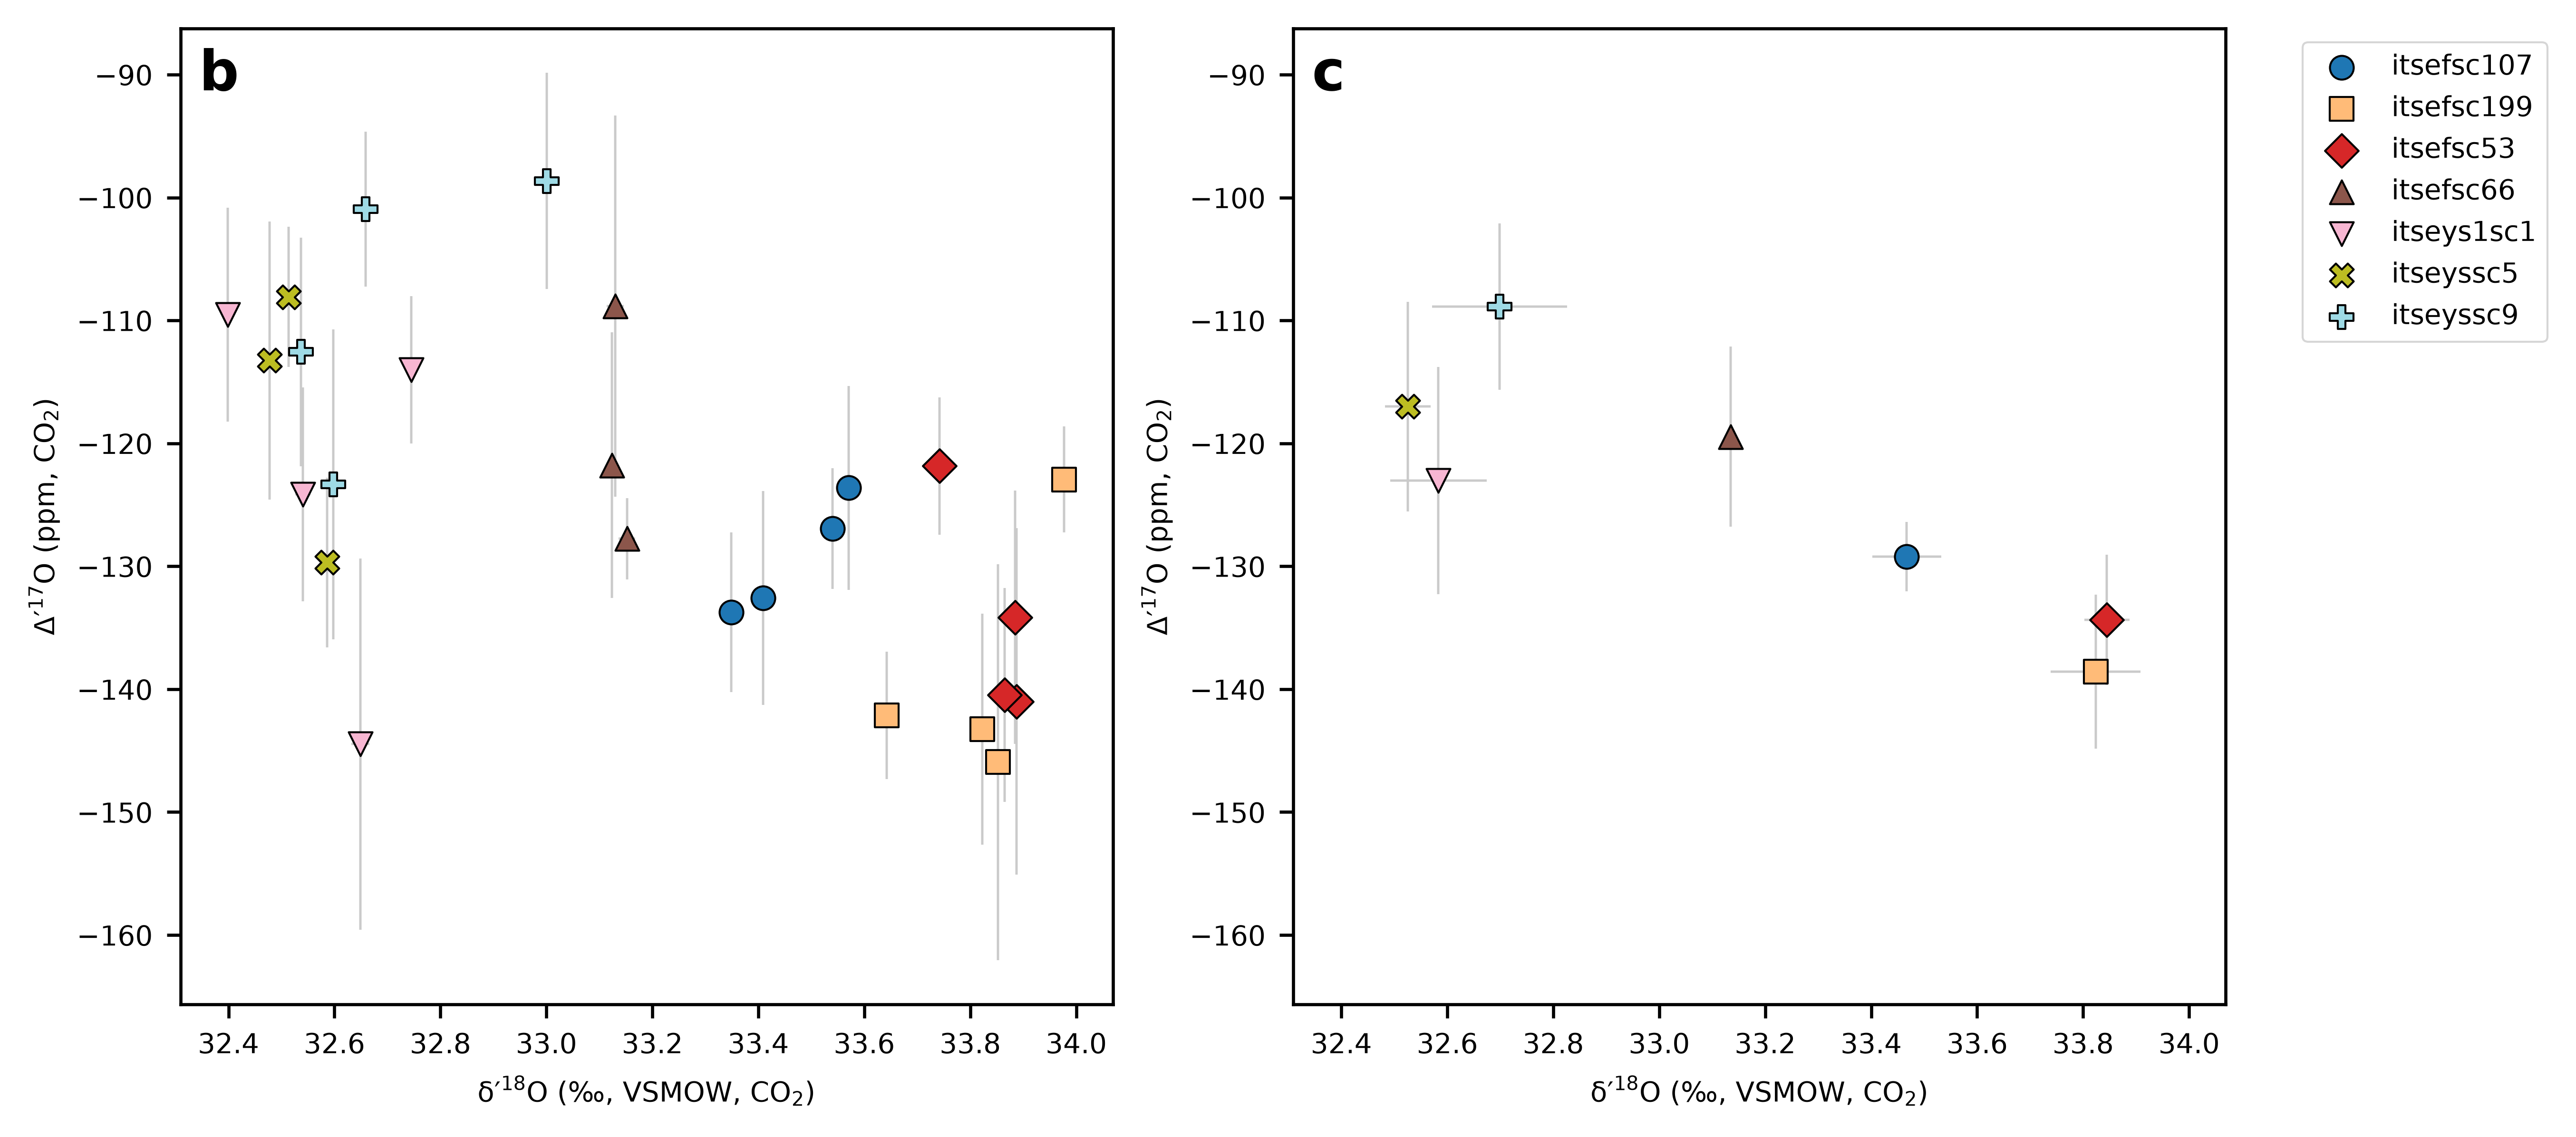 b
−90
−100
−110
−120
−130
−140
−150
−160
Δ′¹⁷O (ppm, CO₂)
32.4 32.6 32.8 33.0 33.2 33.4 33.6 33.8 34.0
δ′¹⁸O (‰, VSMOW, CO₂)
c
−90
−100
−110
−120
−130
−140
−150
−160
Δ′¹⁷O (ppm, CO₂)
32.4 32.6 32.8 33.0 33.2 33.4 33.6 33.8 34.0
δ′¹⁸O (‰, VSMOW, CO₂)
itsefsc107
itsefsc199
itsefsc53
itsefsc66
itseys1sc1
itseyssc5
itseyssc9